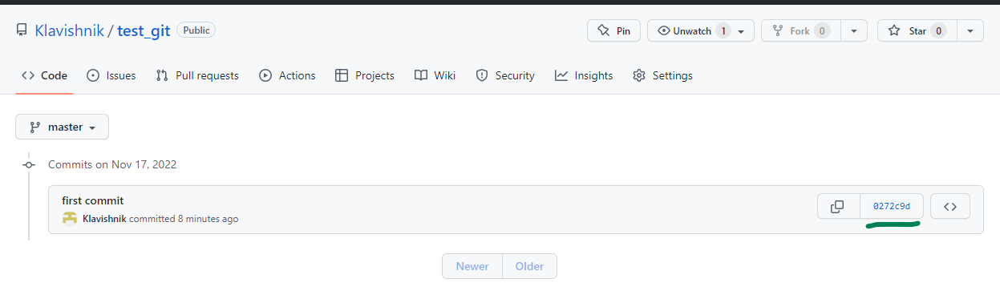 Klavishnik / test_git Public Pin Unwatch 1 Fork 0 Star 0
Code Issues Pull requests Actions Projects Wiki Security Insights Settings
master
Commits on Nov 17, 2022
first commit
Klavishnik committed 8 minutes ago
0272c9d
Newer Older